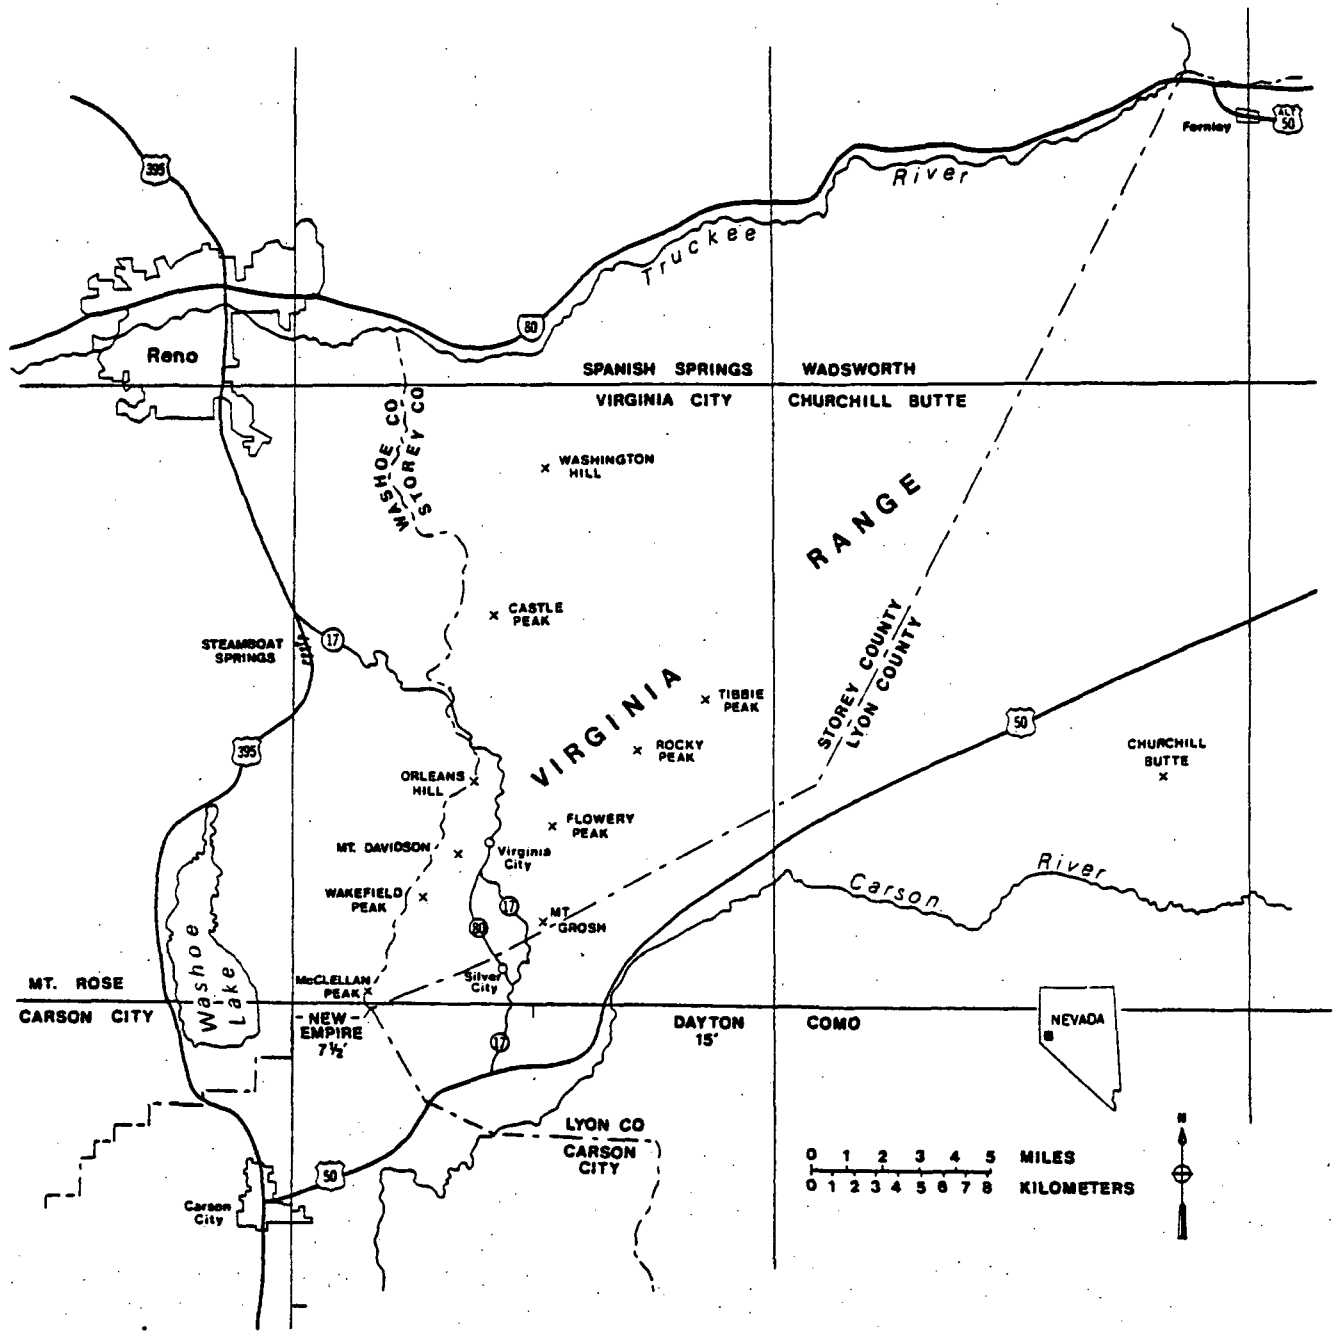 395
ALT
50
Fernley
River
Truckee
80
Reno
SPANISH SPRINGS
WADSWORTH
VIRGINIA CITY
CHURCHILL BUTTE
WASHOE CO
STOREY CO
WASHINGTON
HILL
RANGE
CASTLE
PEAK
17
STEAMBOAT
SPRINGS
STOREY COUNTY
LYON COUNTY
VIRGINIA
TIBBIE
PEAK
50
395
ROCKY
PEAK
CHURCHILL
BUTTE
ORLEANS
HILL
FLOWERY
PEAK
MT. DAVIDSON
Virginia
City
River
Carson
WAKEFIELD
PEAK
17
MT
GROSH
80
Washoe
Lake
McCLELLAN
PEAK
Silver
City
MT. ROSE
CARSON CITY
NEW
EMPIRE
7½'
DAYTON
15'
COMO
NEVADA
17
LYON CO
CARSON
CITY
N
50
Carson
City
0 1 2 3 4 5 MILES
0 1 2 3 4 5 6 7 8 KILOMETERS